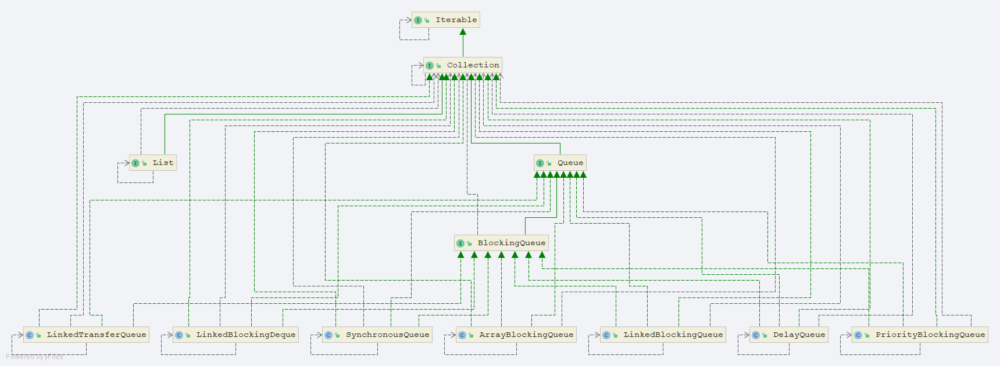 I Iterable
I Collection
I List
I Queue
I BlockingQueue
C LinkedTransferQueue
C LinkedBlockingDeque
C SynchronousQueue
C ArrayBlockingQueue
C LinkedBlockingQueue
C DelayQueue
C PriorityBlockingQueue
Powered by yFiles